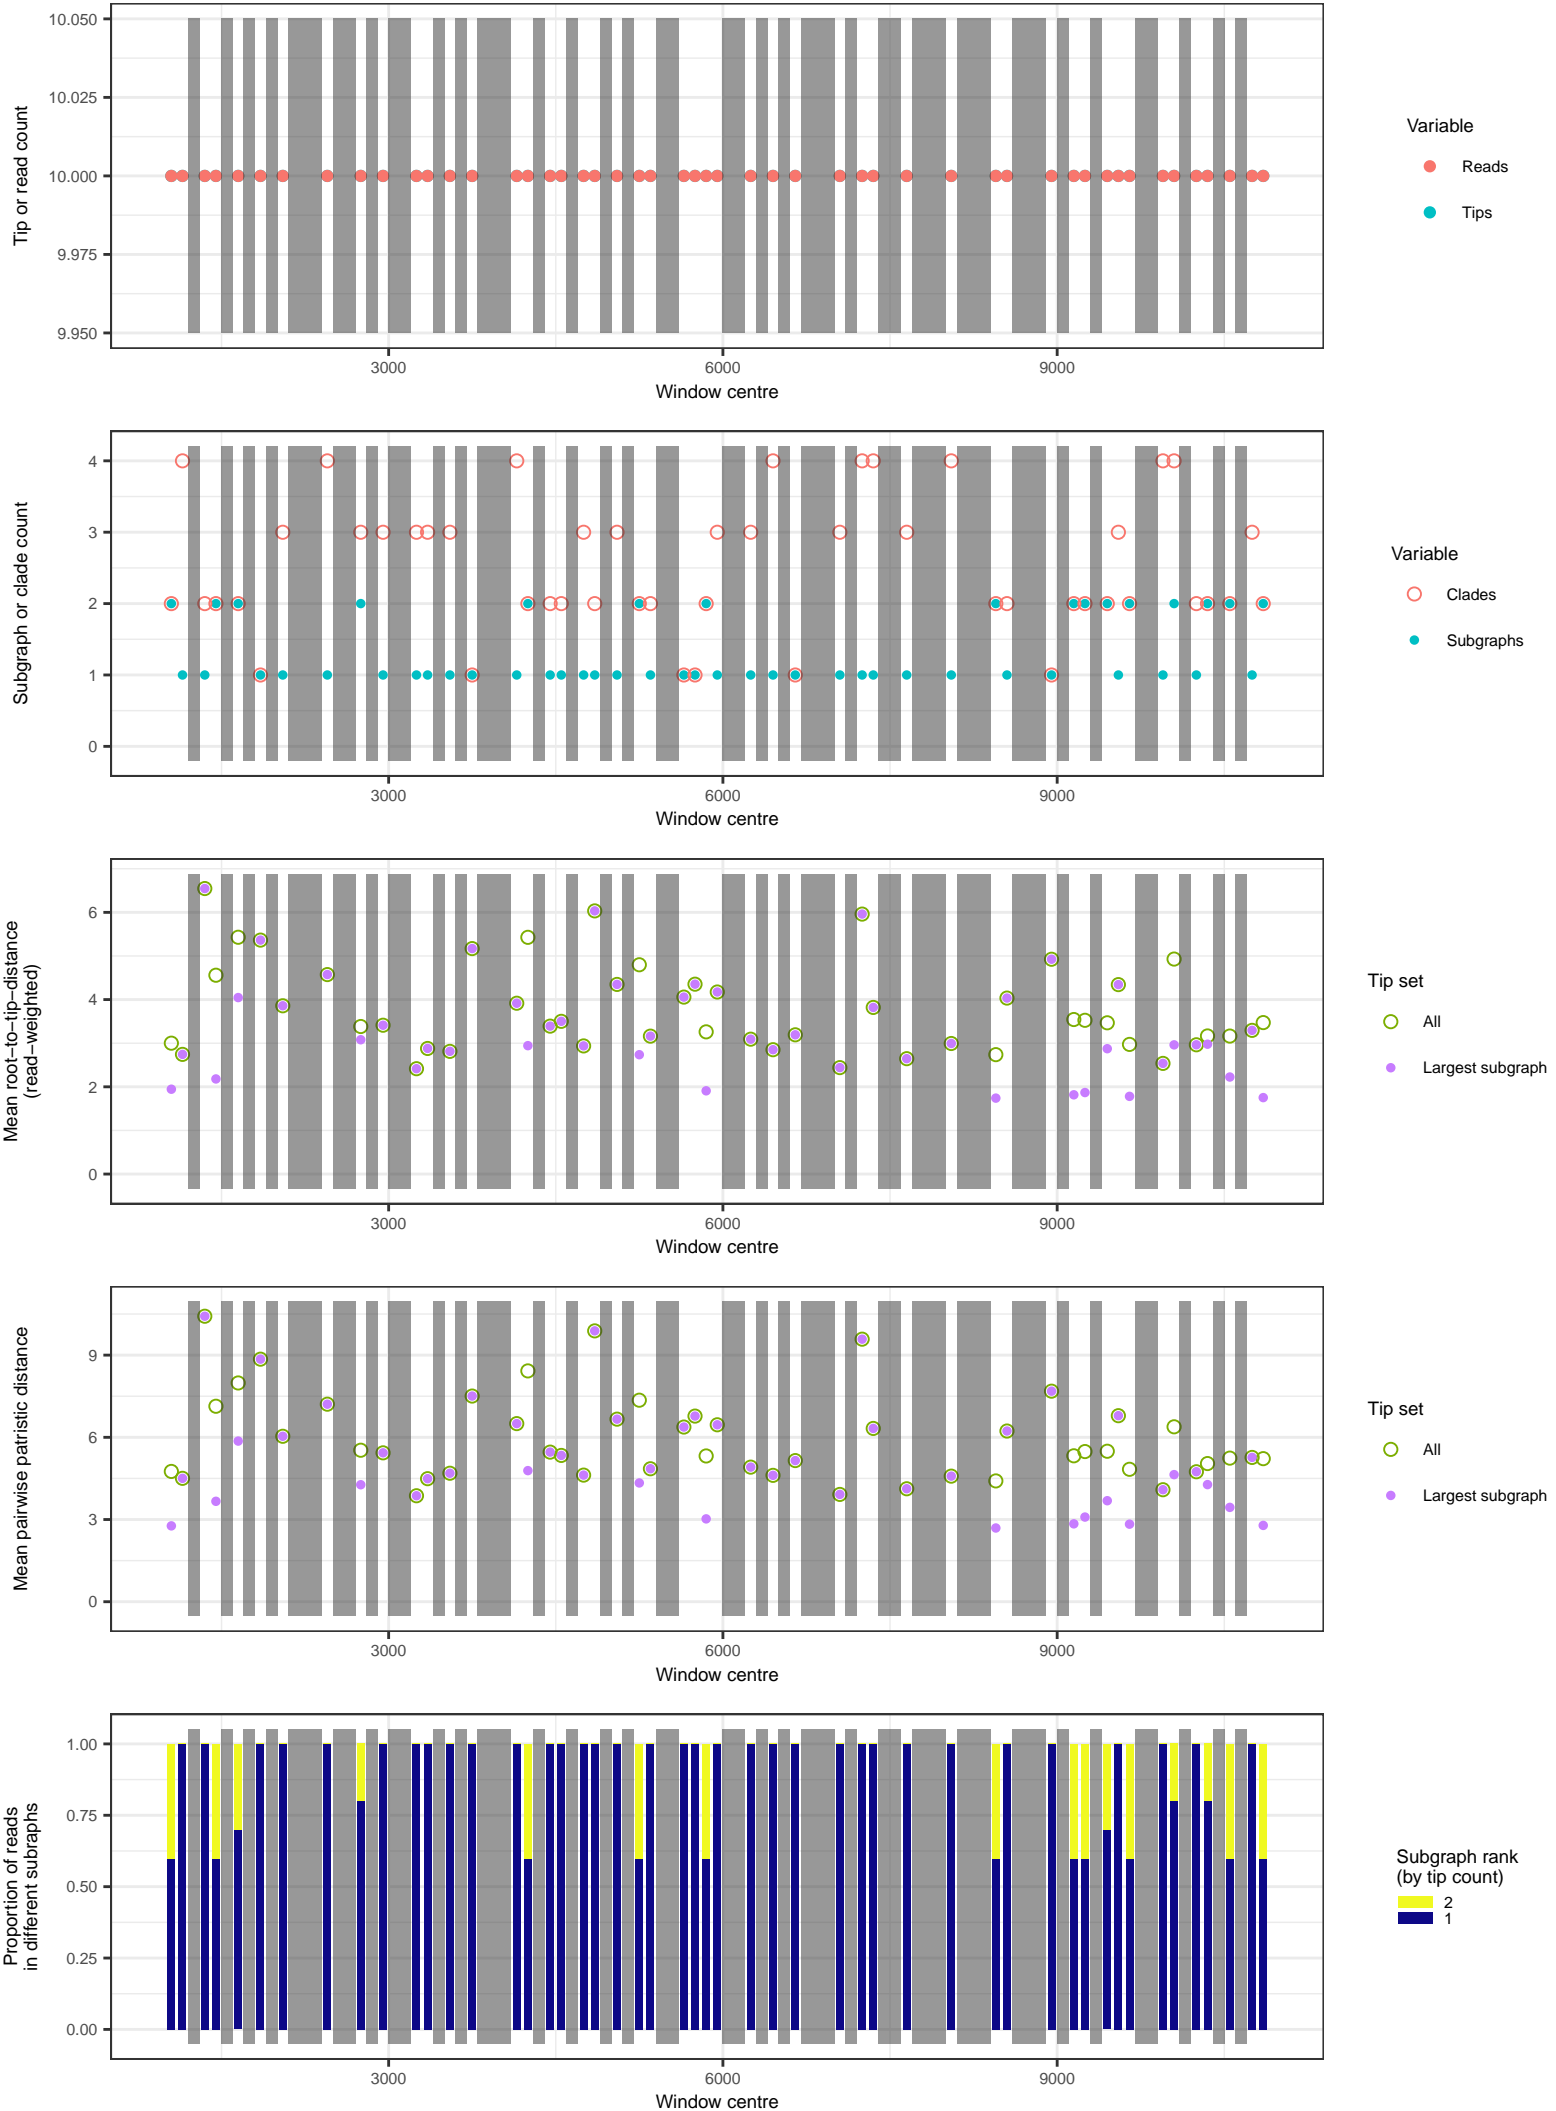 10.050
10.025
10.000
9.975
9.950
Tip or read count
3000
6000
9000
Window centre
Variable
Reads
Tips
4
3
2
1
0
Subgraph or clade count
3000
6000
9000
Window centre
Variable
Clades
Subgraphs
6
4
2
0
Mean root−to−tip−distance
(read−weighted)
3000
6000
9000
Window centre
Tip set
All
Largest subgraph
9
6
3
0
Mean pairwise patristic distance
3000
6000
9000
Window centre
Tip set
All
Largest subgraph
1.00
0.75
0.50
0.25
0.00
Proportion of reads
in different subraphs
3000
6000
9000
Window centre
Subgraph rank
(by tip count)
2
1